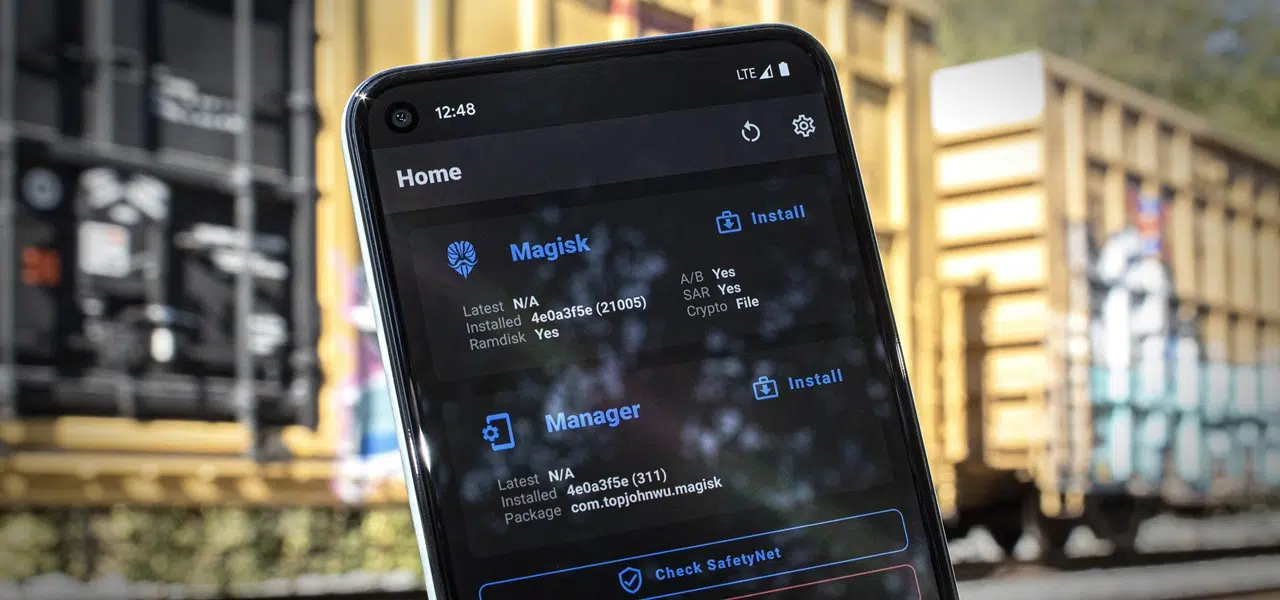 12:48
LTE
Home
Magisk
Install
Latest N/A
Installed 4e0a3f5e (21005)
Ramdisk Yes
A/B Yes
SAR Yes
Crypto File
Manager
Install
Latest N/A
Installed 4e0a3f5e (311)
Package com.topjohnwu.magisk
Check SafetyNet